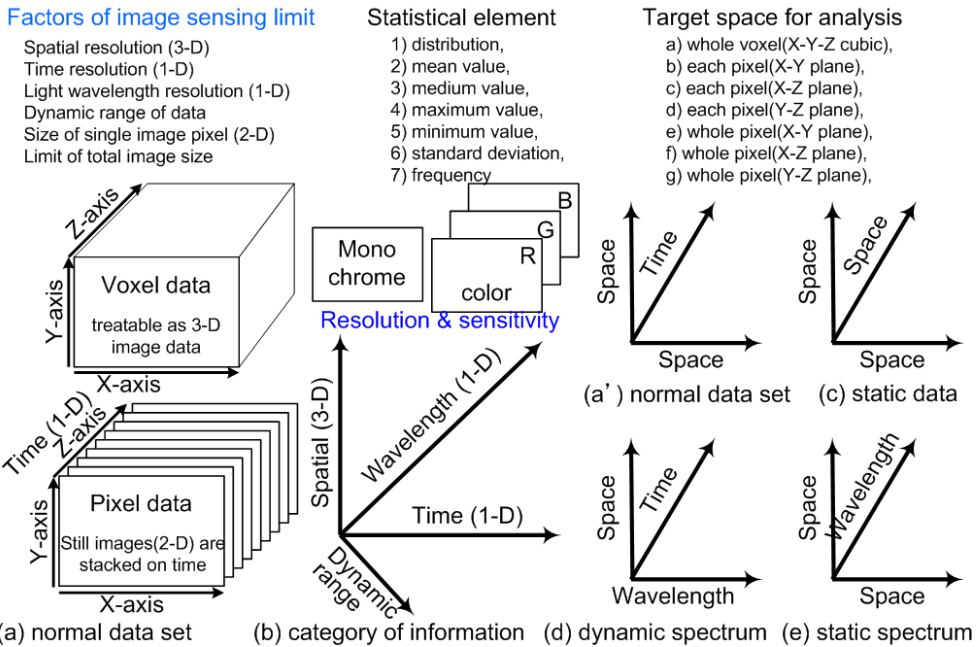 Factors of image sensing limit
Spatial resolution (3-D)
Time resolution (1-D)
Light wavelength resolution (1-D)
Dynamic range of data
Size of single image pixel (2-D)
Limit of total image size
Statistical element
1) distribution,
2) mean value,
3) medium value,
4) maximum value,
5) minimum value,
6) standard deviation,
7) frequency
Target space for analysis
a) whole voxel(X-Y-Z cubic),
b) each pixel(X-Y plane),
c) each pixel(X-Z plane),
d) each pixel(Y-Z plane),
e) whole pixel(X-Y plane),
f) whole pixel(X-Z plane),
g) whole pixel(Y-Z plane),
Z-axis
Y-axis
Voxel data
treatable as 3-D
image data
X-axis
Time (1-D)
Z-axis
Y-axis
Pixel data
Still images(2-D) are
stacked on time
X-axis
(a) normal data set
Mono
chrome
B
G
R
color
Resolution & sensitivity
Spatial (3-D)
Wavelength (1-D)
Time (1-D)
Dynamic
range
(b) category of information
Space
Time
Space
(a') normal data set
Space
Space
Space
(c) static data
Space
Time
Wavelength
(d) dynamic spectrum
Space
Wavelength
Space
(e) static spectrum